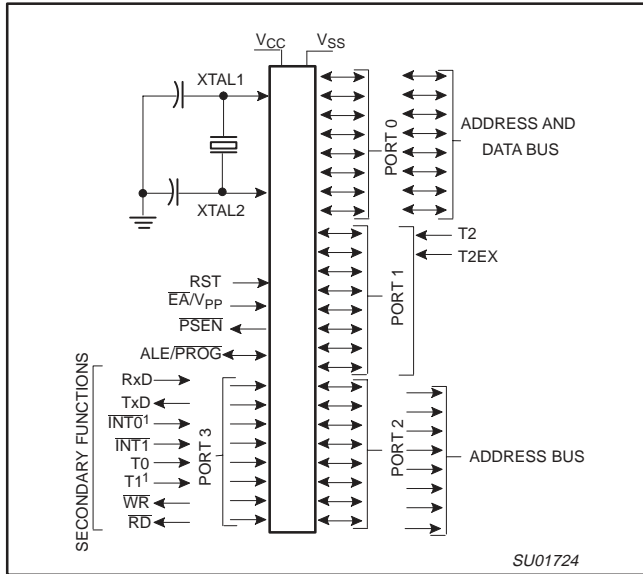 VCC VSS
XTAL1
XTAL2
PORT 0
ADDRESS AND
DATA BUS
T2
T2EX
PORT 1
RST
EA/VPP
PSEN
ALE/PROG
SECONDARY FUNCTIONS
RxD
TxD
INT0¹
INT1
T0
T1¹
WR
RD
PORT 3
PORT 2
ADDRESS BUS
SU01724